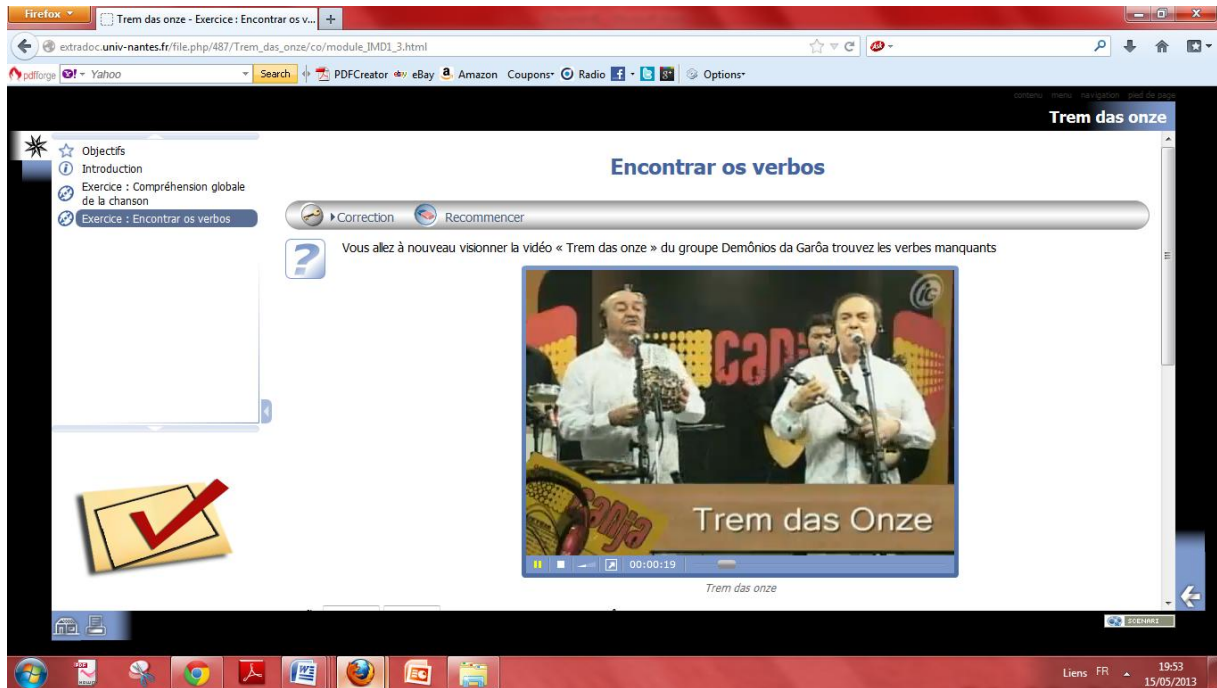 Firefox
Trem das onze - Exercice : Encontrar os v...
extradoc.univ-nantes.fr/file.php/487/Trem_das_onze/co/module_IMD1_3.html
pdfforge
Yahoo
Search
PDFCreator
eBay
Amazon
Coupons
Radio
Options
contenu menu navigation pied de page
Trem das onze
Objectifs
Introduction
Exercice : Compréhension globale
de la chanson
Exercice : Encontrar os verbos
Encontrar os verbos
Correction
Recommencer
Vous allez à nouveau visionner la vidéo « Trem das onze » du groupe Demônios da Garôa trouvez les verbes manquants
Trem das Onze
00:00:19
Trem das onze
SCENARI
Liens FR
19:53
15/05/2013